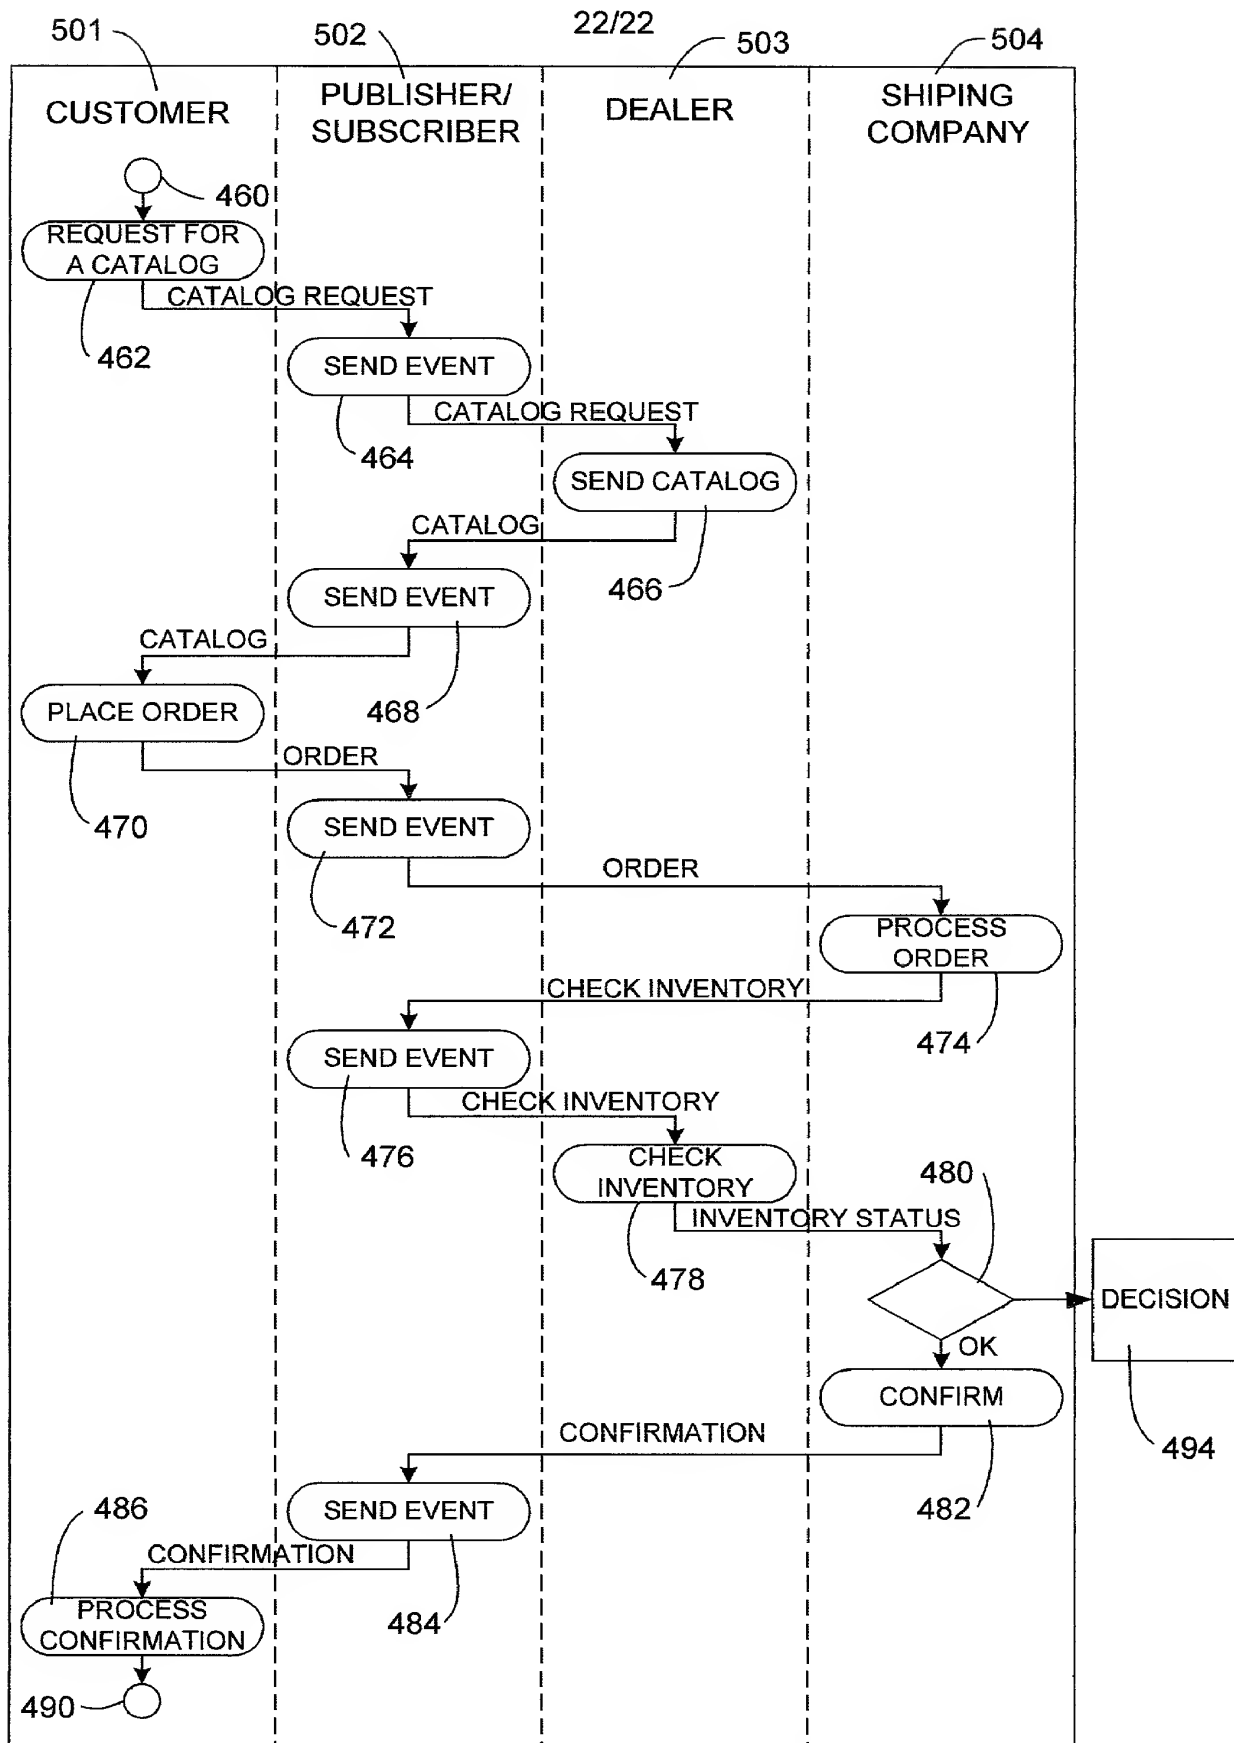 22/22
501
502
503
504
CUSTOMER
PUBLISHER/
SUBSCRIBER
DEALER
SHIPING
COMPANY
460
REQUEST FOR
A CATALOG
CATALOG REQUEST
462
SEND EVENT
CATALOG REQUEST
464
SEND CATALOG
CATALOG
466
SEND EVENT
CATALOG
468
PLACE ORDER
ORDER
470
SEND EVENT
ORDER
472
PROCESS
ORDER
CHECK INVENTORY
474
SEND EVENT
CHECK INVENTORY
476
CHECK
INVENTORY
480
INVENTORY STATUS
478
DECISION
OK
CONFIRM
CONFIRMATION
494
482
486
SEND EVENT
CONFIRMATION
484
PROCESS
CONFIRMATION
490